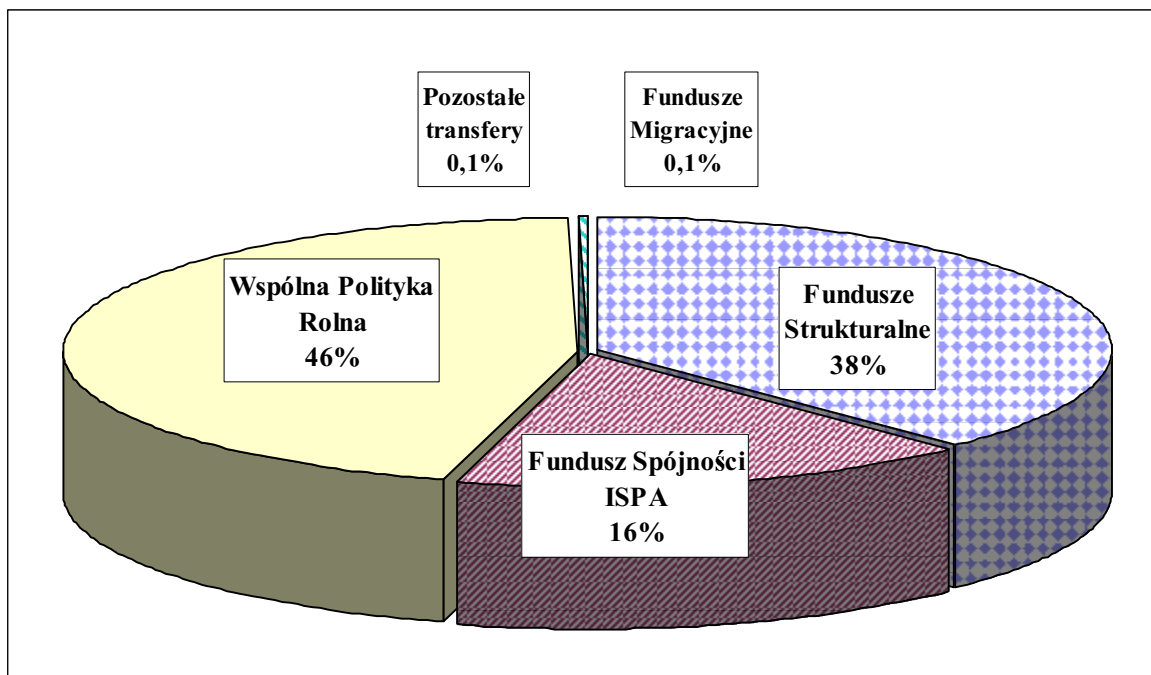 Pozostałe
transfery
0,1%
Fundusze
Migracyjne
0,1%
Wspólna Polityka
Rolna
46%
Fundusze
Strukturalne
38%
Fundusz Spójności
ISPA
16%